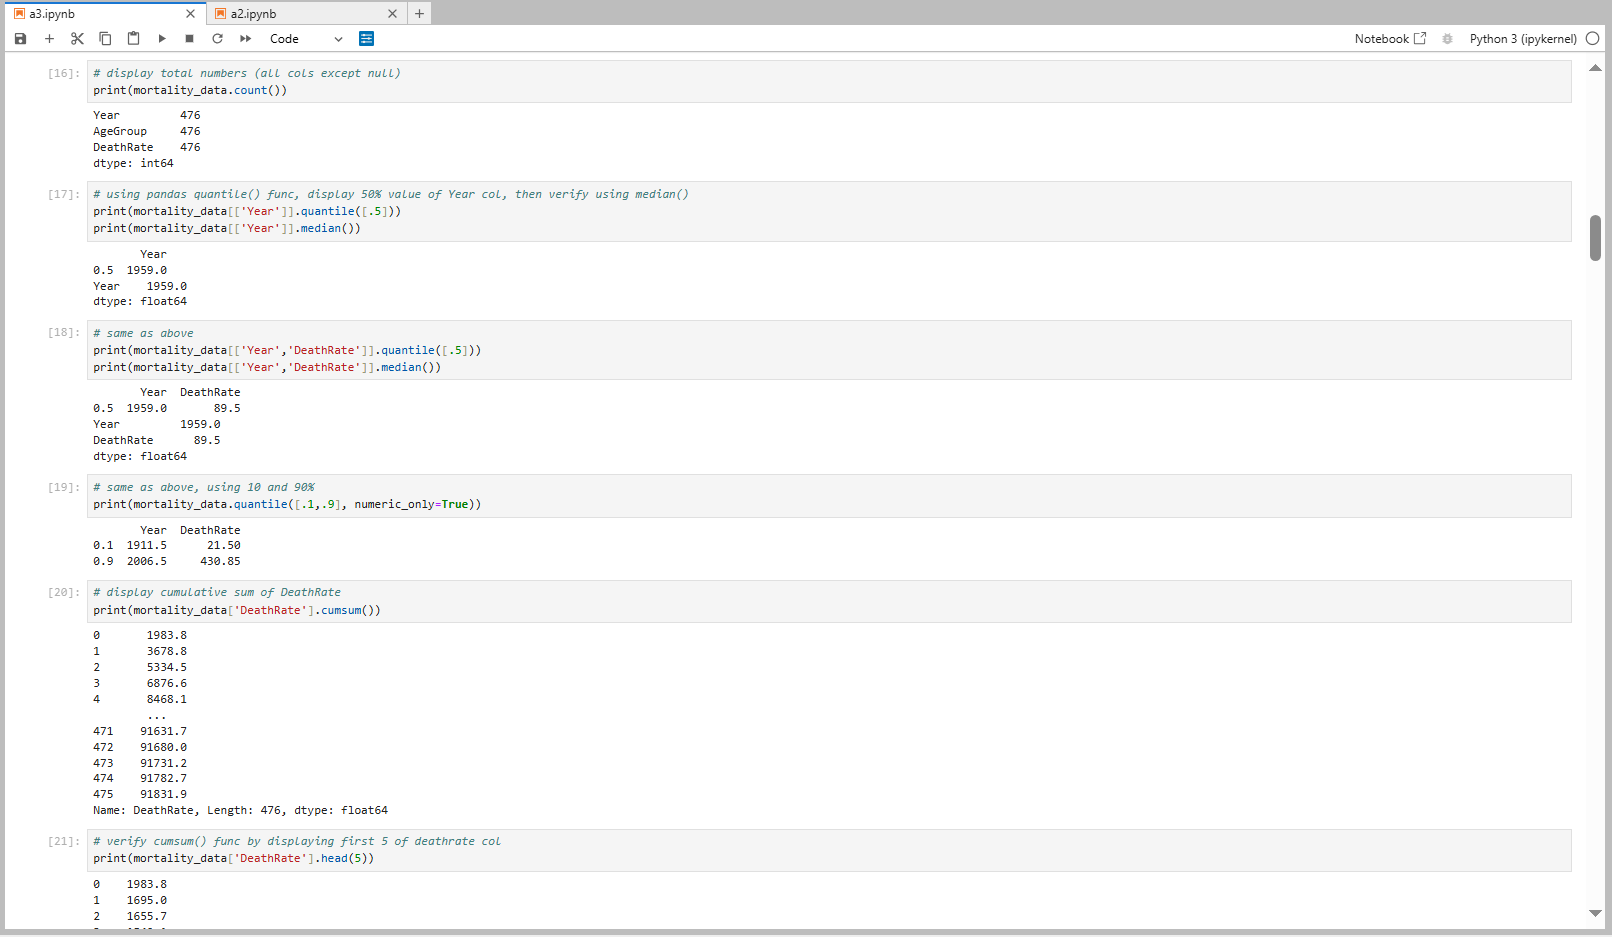 a3.ipynb
a2.ipynb
Code
Notebook
Python 3 (ipykernel)
[16]:
# display total numbers (all cols except null)
print(mortality_data.count())
Year 476
AgeGroup 476
DeathRate 476
dtype: int64
[17]:
# using pandas quantile() func, display 50% value of Year col, then verify using median()
print(mortality_data[['Year']].quantile([.5]))
print(mortality_data[['Year']].median())
Year
0.5 1959.0
Year 1959.0
dtype: float64
[18]:
# same as above
print(mortality_data[['Year','DeathRate']].quantile([.5]))
print(mortality_data[['Year','DeathRate']].median())
Year DeathRate
0.5 1959.0 89.5
Year 1959.0
DeathRate 89.5
dtype: float64
[19]:
# same as above, using 10 and 90%
print(mortality_data.quantile([.1,.9], numeric_only=True))
Year DeathRate
0.1 1911.5 21.50
0.9 2006.5 430.85
[20]:
# display cumulative sum of DeathRate
print(mortality_data['DeathRate'].cumsum())
0 1983.8
1 3678.8
2 5334.5
3 6876.6
4 8468.1
...
471 91631.7
472 91680.0
473 91731.2
474 91782.7
475 91831.9
Name: DeathRate, Length: 476, dtype: float64
[21]:
# verify cumsum() func by displaying first 5 of deathrate col
print(mortality_data['DeathRate'].head(5))
0 1983.8
1 1695.0
2 1655.7